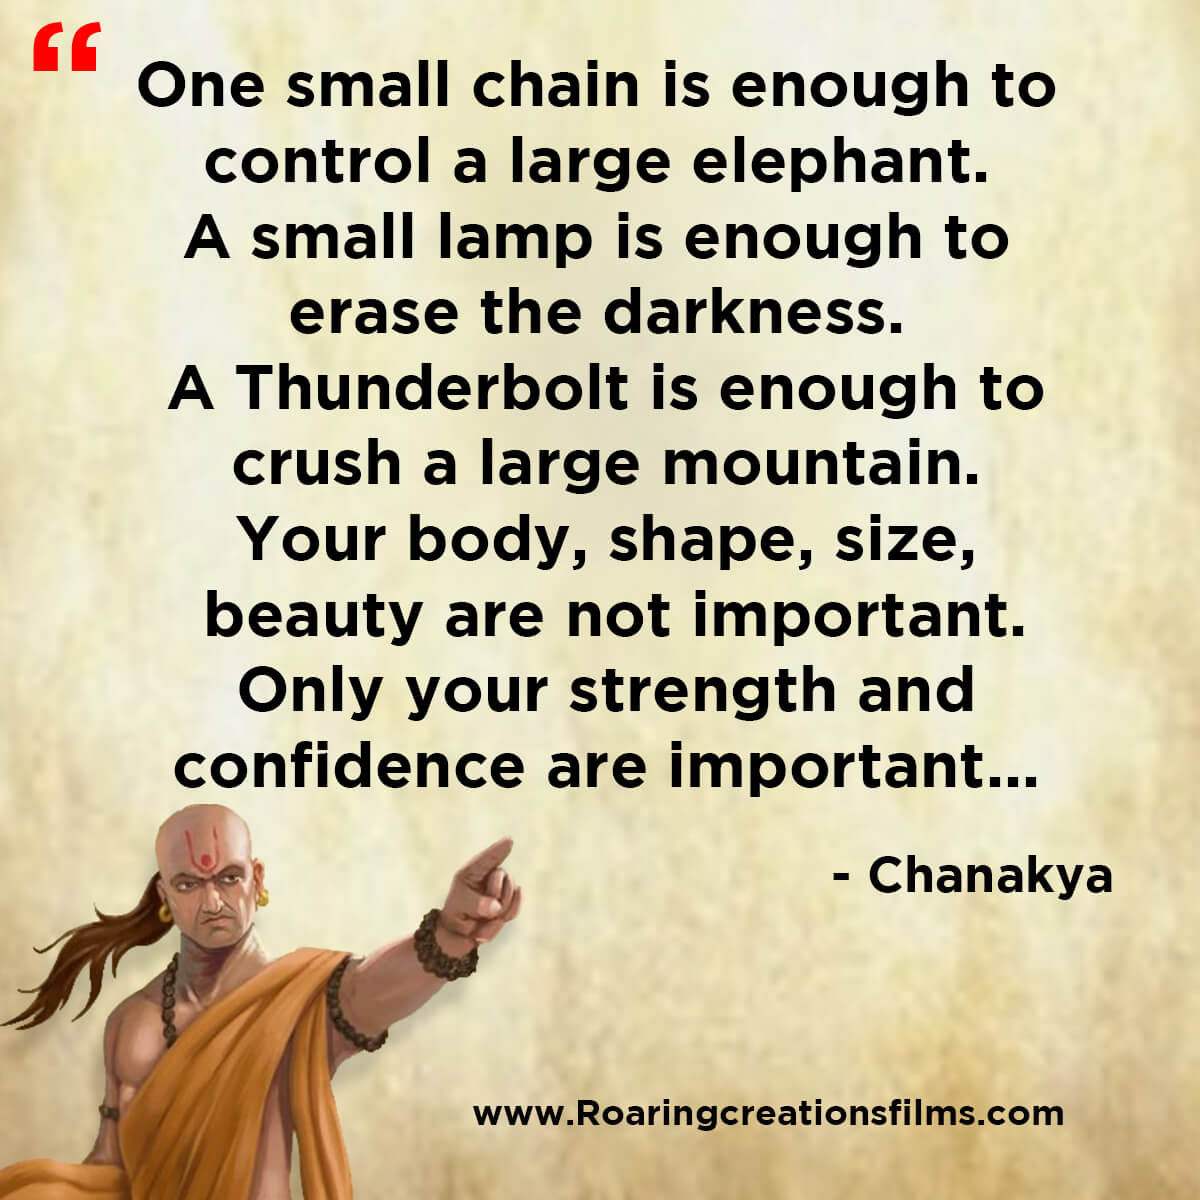 “
One small chain is enough to
control a large elephant.
A small lamp is enough to
erase the darkness.
A Thunderbolt is enough to
crush a large mountain.
Your body, shape, size,
beauty are not important.
Only your strength and
confidence are important...
- Chanakya
www.Roaringcreationsfilms.com